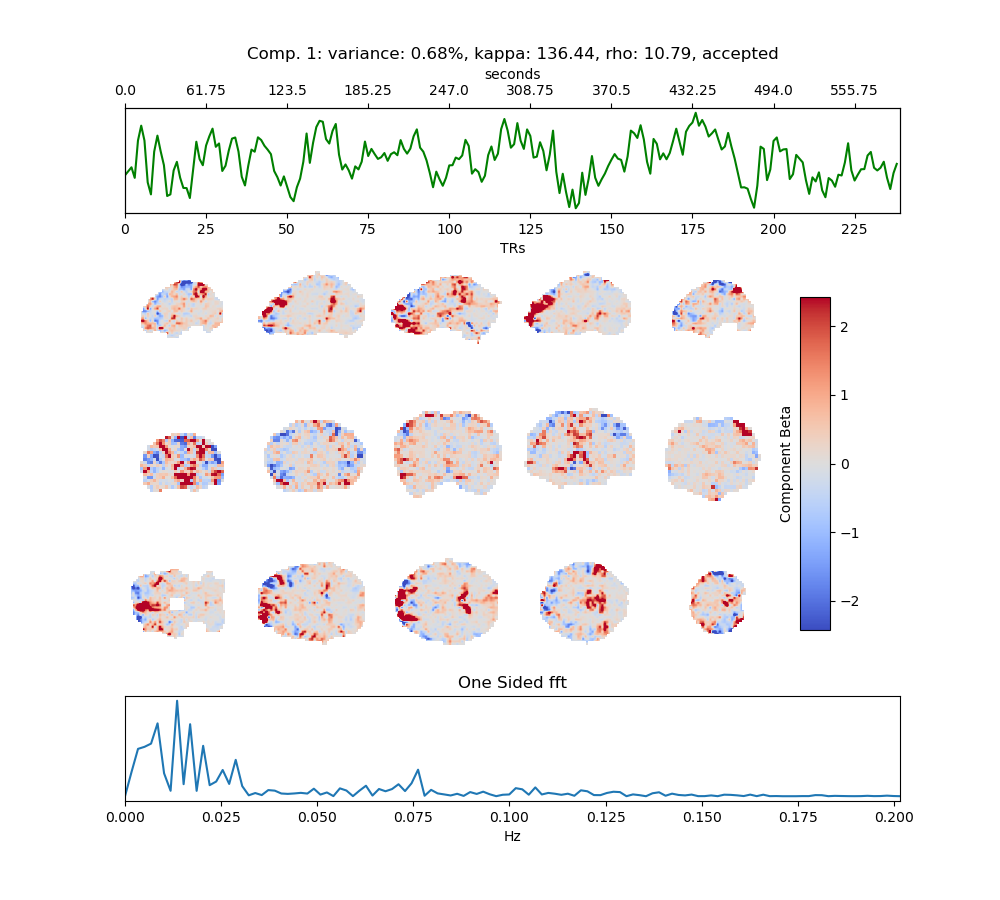 Comp. 1: variance: 0.68%, kappa: 136.44, rho: 10.79, accepted
seconds
0.0 61.75 123.5 185.25 247.0 308.75 370.5 432.25 494.0 555.75
0 25 50 75 100 125 150 175 200 225
TRs
2
1
0
−1
−2
Component Beta
One Sided fft
0.000 0.025 0.050 0.075 0.100 0.125 0.150 0.175 0.200
Hz